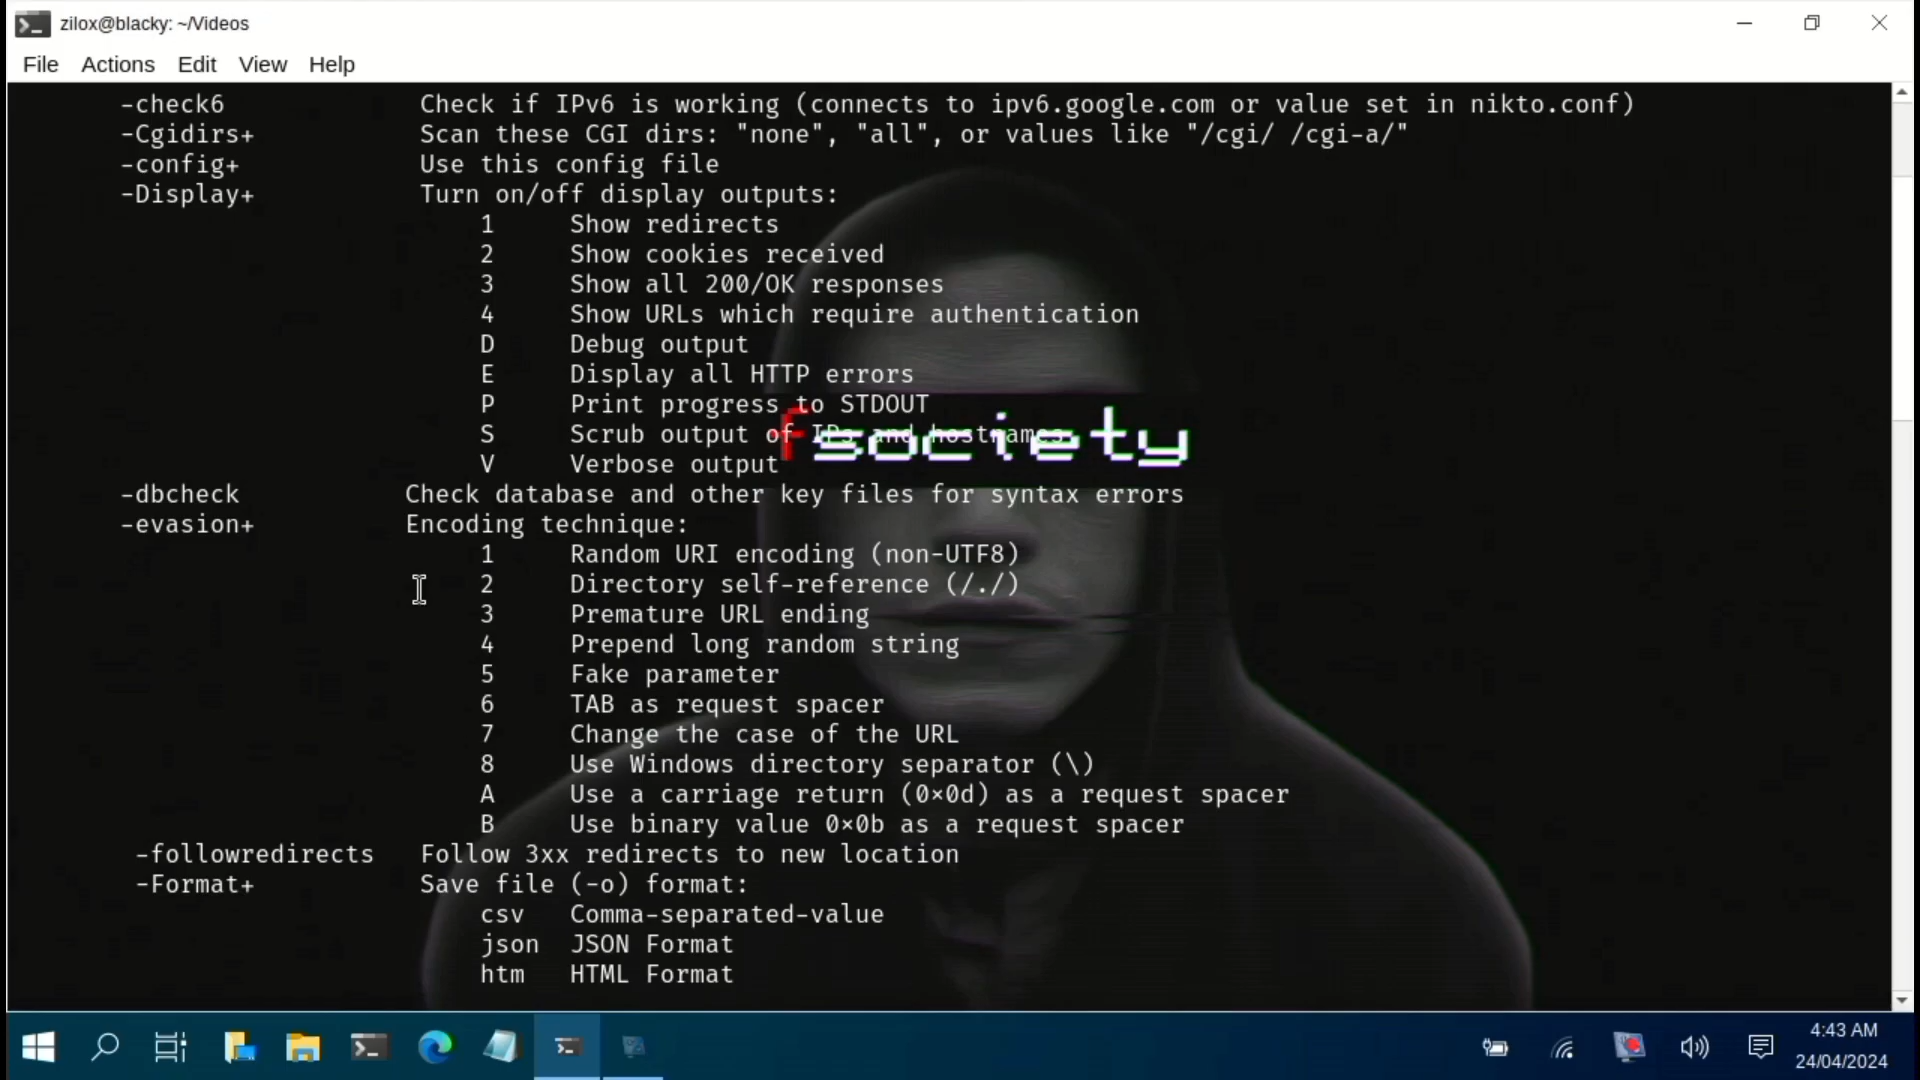 zilox@blacky: ~/Videos
File Actions Edit View Help
-check6 Check if IPv6 is working (connects to ipv6.google.com or value set in nikto.conf)
-Cgidirs+ Scan these CGI dirs: "none", "all", or values like "/cgi/ /cgi-a/"
-config+ Use this config file
-Display+ Turn on/off display outputs:
1 Show redirects
2 Show cookies received
3 Show all 200/OK responses
4 Show URLs which require authentication
D Debug output
E Display all HTTP errors
P Print progress to STDOUT
S Scrub output of IPs and hostnames
fsociety
V Verbose output
-dbcheck Check database and other key files for syntax errors
-evasion+ Encoding technique:
1 Random URI encoding (non-UTF8)
2 Directory self-reference (/./)
3 Premature URL ending
4 Prepend long random string
5 Fake parameter
6 TAB as request spacer
7 Change the case of the URL
8 Use Windows directory separator (\)
A Use a carriage return (0×0d) as a request spacer
B Use binary value 0×0b as a request spacer
-followredirects Follow 3xx redirects to new location
-Format+ Save file (-o) format:
csv Comma-separated-value
json JSON Format
htm HTML Format
4:43 AM
24/04/2024